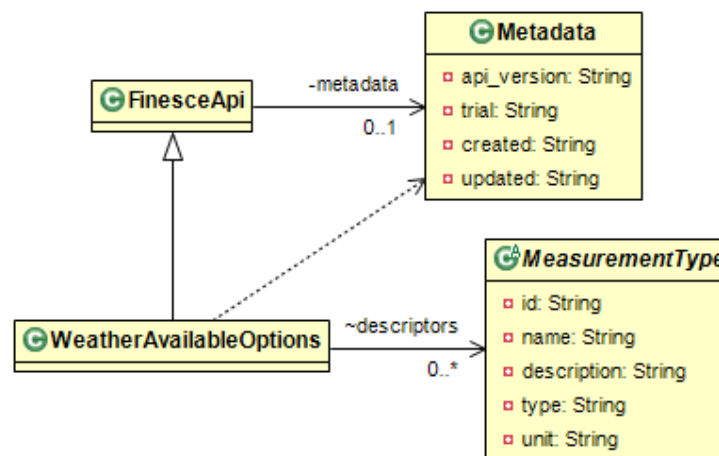 Metadata
api_version: String
trial: String
created: String
updated: String
FinesceApi
-metadata
0..1
MeasurementType
id: String
name: String
description: String
type: String
unit: String
WeatherAvailableOptions
~descriptors
0..*